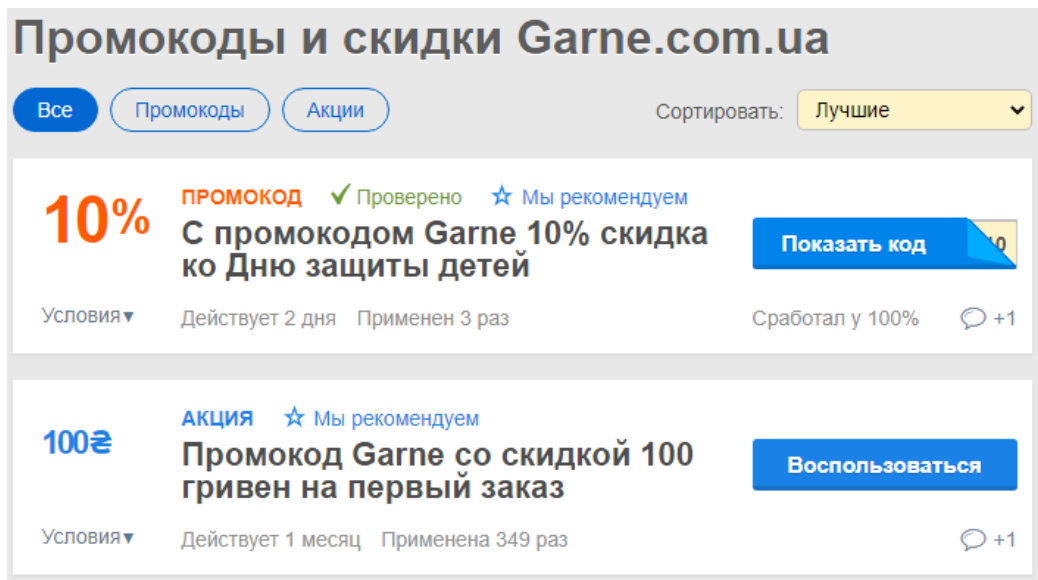 Промокоды и скидки Garne.com.ua
Все Промокоды Акции Сортировать: Лучшие
10% ПРОМОКОД Проверено Мы рекомендуем
С промокодом Garne 10% скидка
ко Дню защиты детей
Показать код
Условия Действует 2 дня Применен 3 раз Сработал у 100% +1
АКЦИЯ Мы рекомендуем
100₴
Промокод Garne со скидкой 100
гривен на первый заказ
Воспользоваться
Условия Действует 1 месяц Применена 349 раз +1